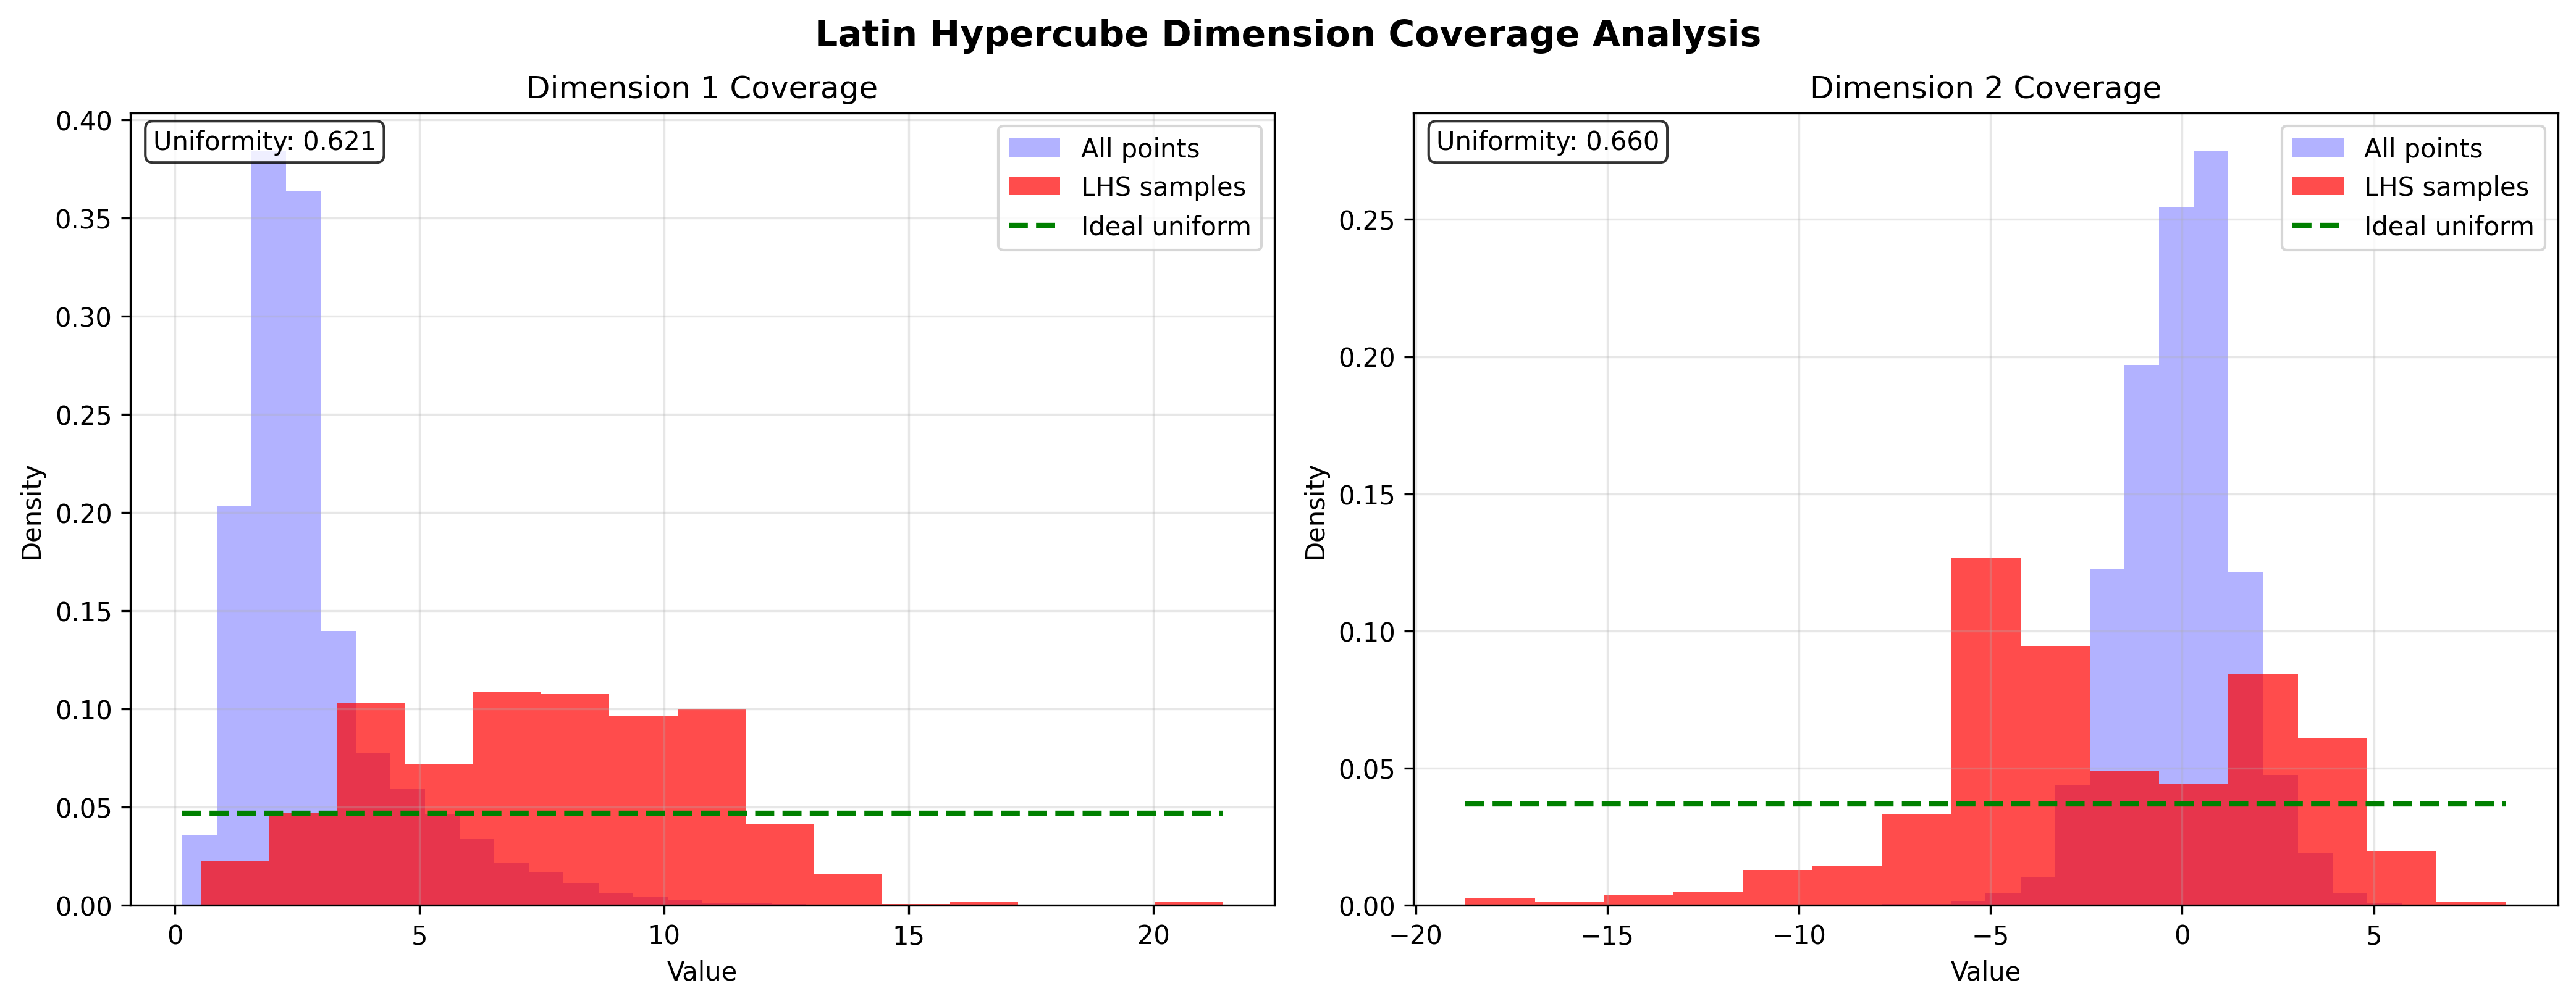 Latin Hypercube Dimension Coverage Analysis
Dimension 1 Coverage
Uniformity: 0.621
All points
LHS samples
Ideal uniform
0.40
0.35
0.30
0.25
0.20
0.15
0.10
0.05
0.00
Density
0 5 10 15 20
Value
Dimension 2 Coverage
Uniformity: 0.660
All points
LHS samples
Ideal uniform
0.25
0.20
0.15
0.10
0.05
0.00
Density
−20 −15 −10 −5 0 5
Value